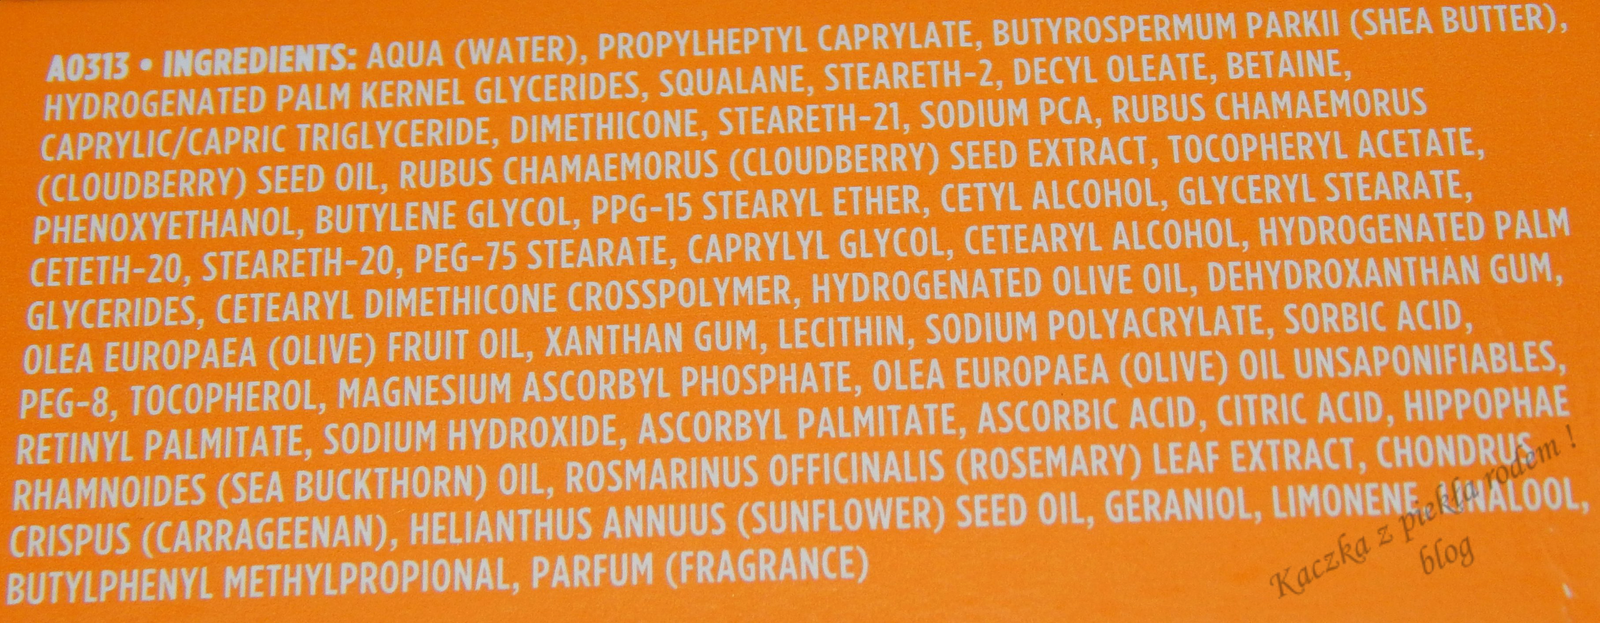 A0313 • INGREDIENTS: AQUA (WATER), PROPYLHEPTYL CAPRYLATE, BUTYROSPERMUM PARKII (SHEA BUTTER),
HYDROGENATED PALM KERNEL GLYCERIDES, SQUALANE, STEARETH-2, DECYL OLEATE, BETAINE,
CAPRYLIC/CAPRIC TRIGLYCERIDE, DIMETHICONE, STEARETH-21, SODIUM PCA, RUBUS CHAMAEMORUS
(CLOUDBERRY) SEED OIL, RUBUS CHAMAEMORUS (CLOUDBERRY) SEED EXTRACT, TOCOPHERYL ACETATE,
PHENOXYETHANOL, BUTYLENE GLYCOL, PPG-15 STEARYL ETHER, CETYL ALCOHOL, GLYCERYL STEARATE,
CETETH-20, STEARETH-20, PEG-75 STEARATE, CAPRYLYL GLYCOL, CETEARYL ALCOHOL, HYDROGENATED PALM
GLYCERIDES, CETEARYL DIMETHICONE CROSSPOLYMER, HYDROGENATED OLIVE OIL, DEHYDROXANTHAN GUM,
OLEA EUROPAEA (OLIVE) FRUIT OIL, XANTHAN GUM, LECITHIN, SODIUM POLYACRYLATE, SORBIC ACID,
PEG-8, TOCOPHEROL, MAGNESIUM ASCORBYL PHOSPHATE, OLEA EUROPAEA (OLIVE) OIL UNSAPONIFIABLES,
RETINYL PALMITATE, SODIUM HYDROXIDE, ASCORBYL PALMITATE, ASCORBIC ACID, CITRIC ACID, HIPPOPHAE
RHAMNOIDES (SEA BUCKTHORN) OIL, ROSMARINUS OFFICINALIS (ROSEMARY) LEAF EXTRACT, CHONDRUS
CRISPUS (CARRAGEENAN), HELIANTHUS ANNUUS (SUNFLOWER) SEED OIL, GERANIOL, LIMONENE, LINALOOL,
BUTYLPHENYL METHYLPROPIONAL, PARFUM (FRAGRANCE)
Kaczka z piekła rodem !
blog